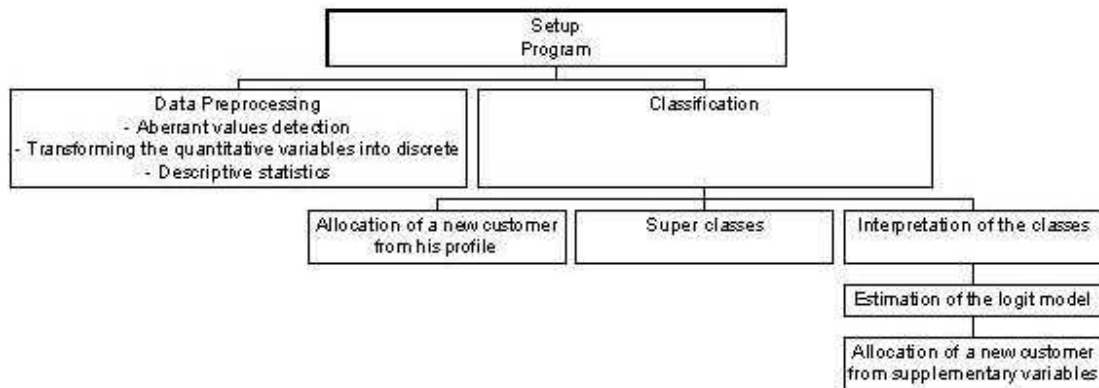 Setup
Program
Data Preprocessing
- Aberrant values detection
- Transforming the quantitative variables into discrete
- Descriptive statistics
Classification
Allocation of a new customer
from his profile
Super classes
Interpretation of the classes
Estimation of the logit model
Allocation of a new customer
from supplementary variables